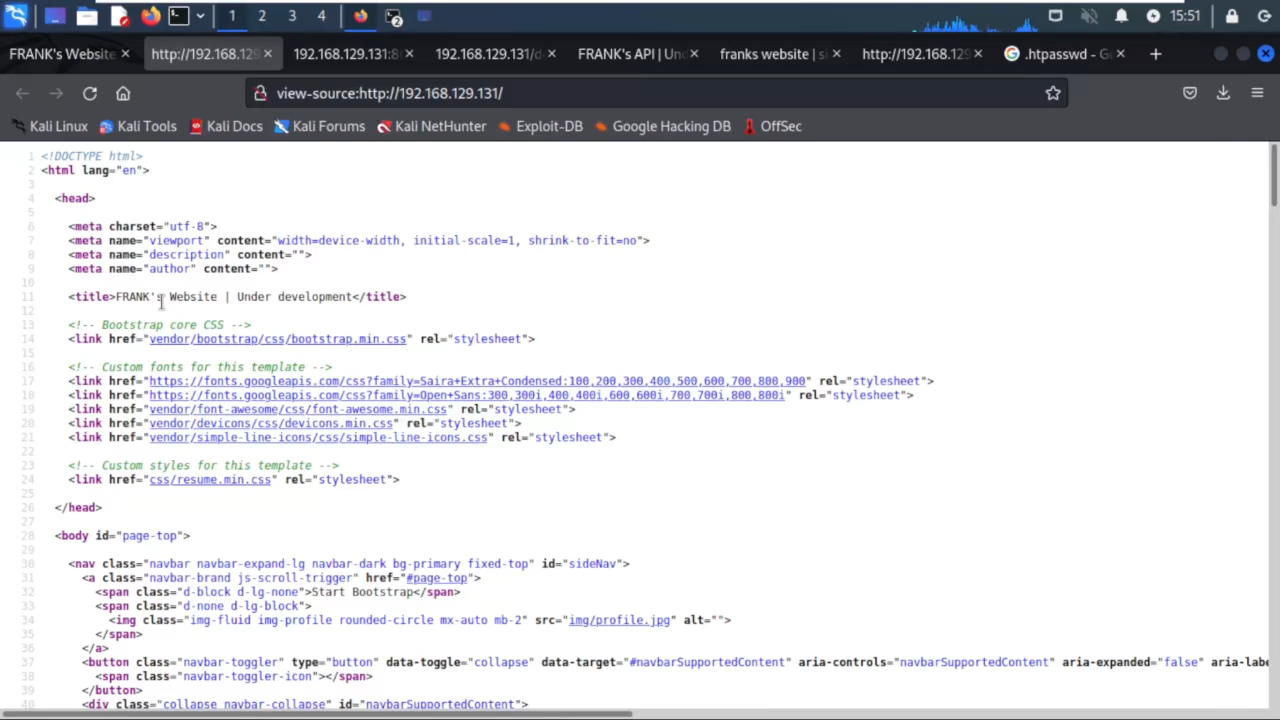 1 2 3 4 2 15:51
FRANK's Website × http://192.168.129 × 192.168.129.131:8 × 192.168.129.131/d × FRANK's API | Und × franks website | si × http://192.168.129 × .htpasswd - Go × +
view-source:http://192.168.129.131/
Kali Linux Kali Tools Kali Docs Kali Forums Kali NetHunter Exploit-DB Google Hacking DB OffSec
1 <!DOCTYPE html>
2 <html lang="en">
3
4 <head>
5
6 <meta charset="utf-8">
7 <meta name="viewport" content="width=device-width, initial-scale=1, shrink-to-fit=no">
8 <meta name="description" content="">
9 <meta name="author" content="">
10
11 <title>FRANK's Website | Under development</title>
12
13 <!-- Bootstrap core CSS -->
14 <link href="vendor/bootstrap/css/bootstrap.min.css" rel="stylesheet">
15
16 <!-- Custom fonts for this template -->
17 <link href="https://fonts.googleapis.com/css?family=Saira+Extra+Condensed:100,200,300,400,500,600,700,800,900" rel="stylesheet">
18 <link href="https://fonts.googleapis.com/css?family=Open+Sans:300,300i,400,400i,600,600i,700,700i,800,800i" rel="stylesheet">
19 <link href="vendor/font-awesome/css/font-awesome.min.css" rel="stylesheet">
20 <link href="vendor/devicons/css/devicons.min.css" rel="stylesheet">
21 <link href="vendor/simple-line-icons/css/simple-line-icons.css" rel="stylesheet">
22
23 <!-- Custom styles for this template -->
24 <link href="css/resume.min.css" rel="stylesheet">
25
26 </head>
27
28 <body id="page-top">
29
30 <nav class="navbar navbar-expand-lg navbar-dark bg-primary fixed-top" id="sideNav">
31 <a class="navbar-brand js-scroll-trigger" href="#page-top">
32 <span class="d-block d-lg-none">Start Bootstrap</span>
33 <span class="d-none d-lg-block">
34 <img class="img-fluid img-profile rounded-circle mx-auto mb-2" src="img/profile.jpg" alt="">
35 </span>
36 </a>
37 <button class="navbar-toggler" type="button" data-toggle="collapse" data-target="#navbarSupportedContent" aria-controls="navbarSupportedContent" aria-expanded="false" aria-labe
38 <span class="navbar-toggler-icon"></span>
39 </button>
40 <div class="collapse navbar-collapse" id="navbarSupportedContent">